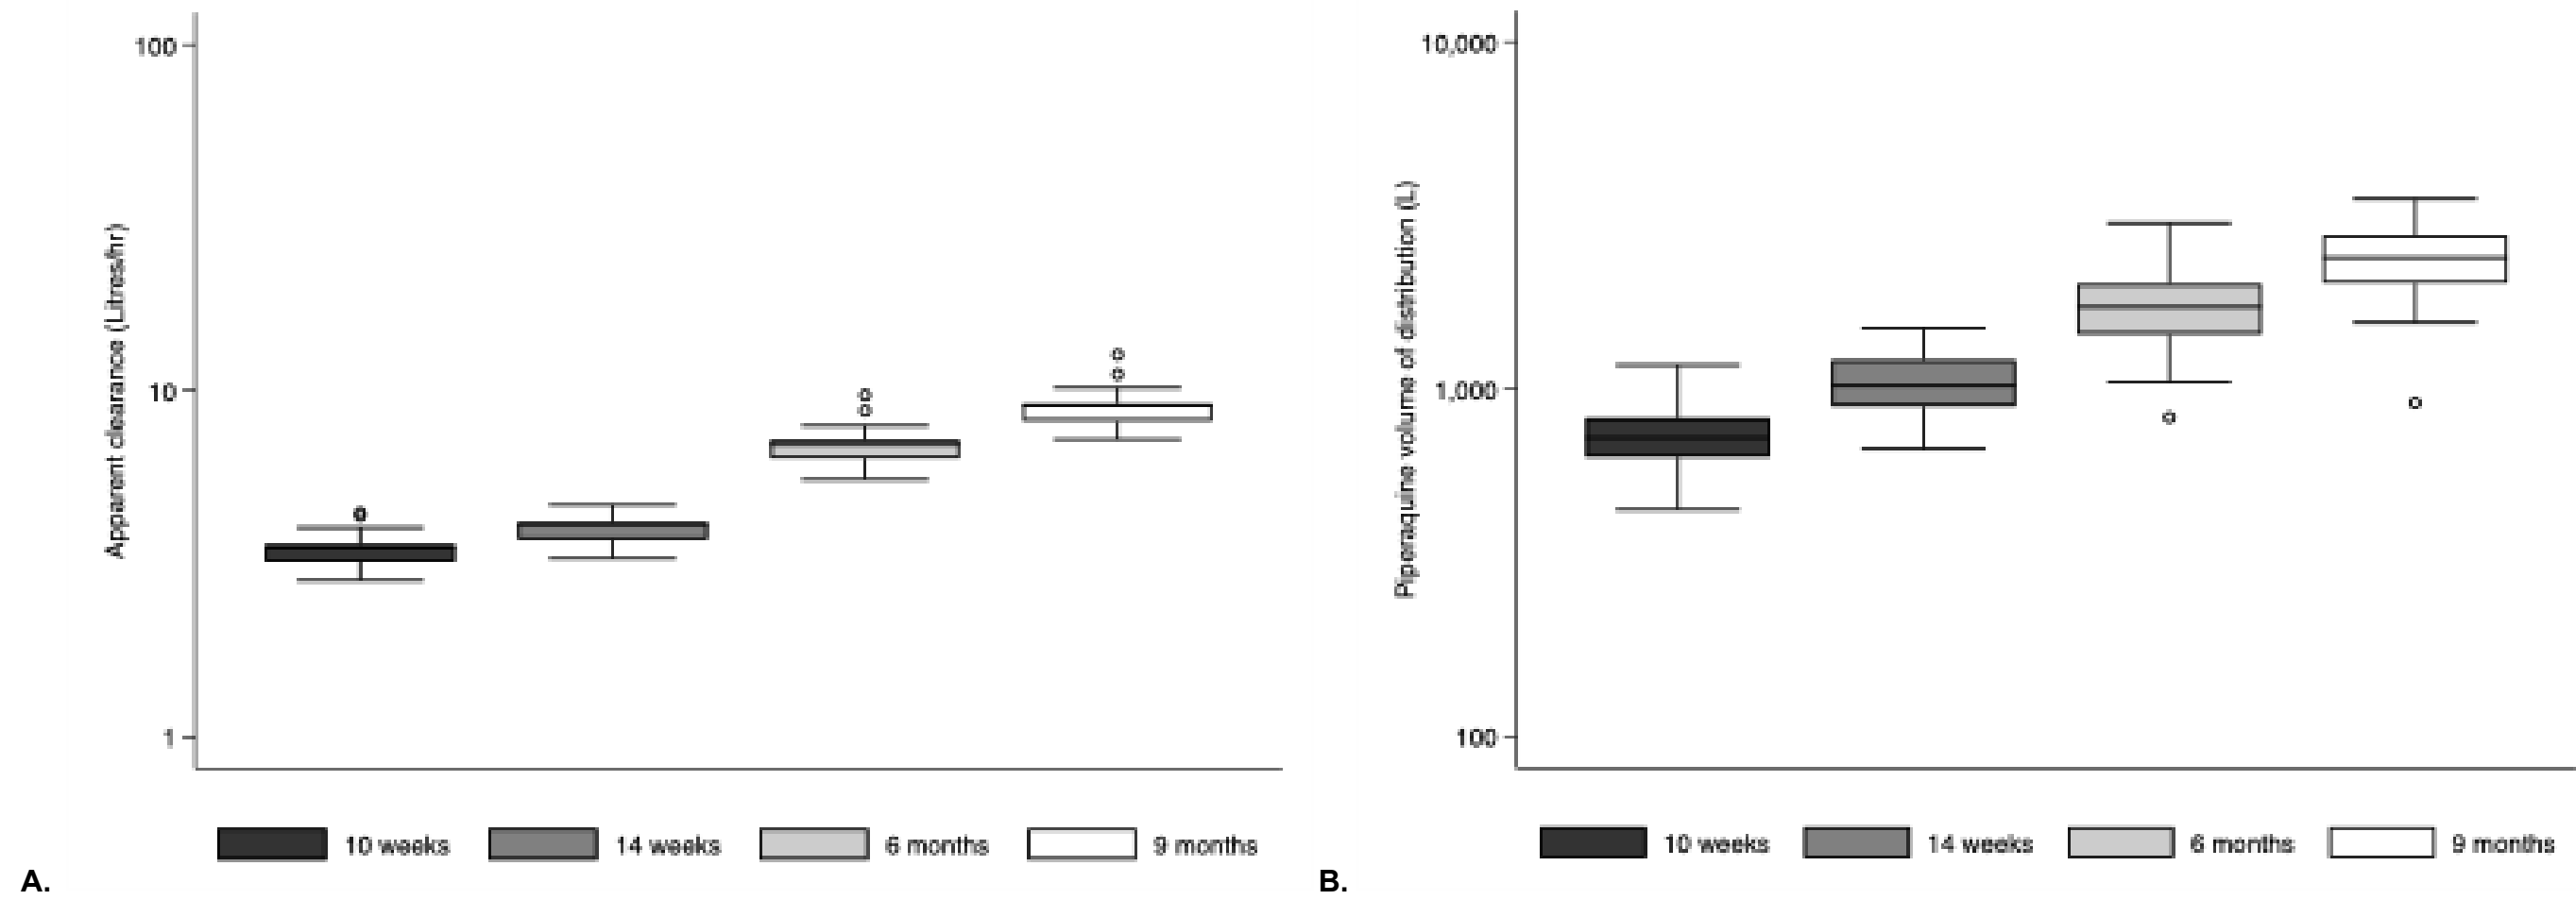 100
10
1
Apparent clearance (Litres/hr)
10 weeks 14 weeks 6 months 9 months
A.
10,000
1,000
100
Piperaquine volume of distribution (L)
10 weeks 14 weeks 6 months 9 months
B.